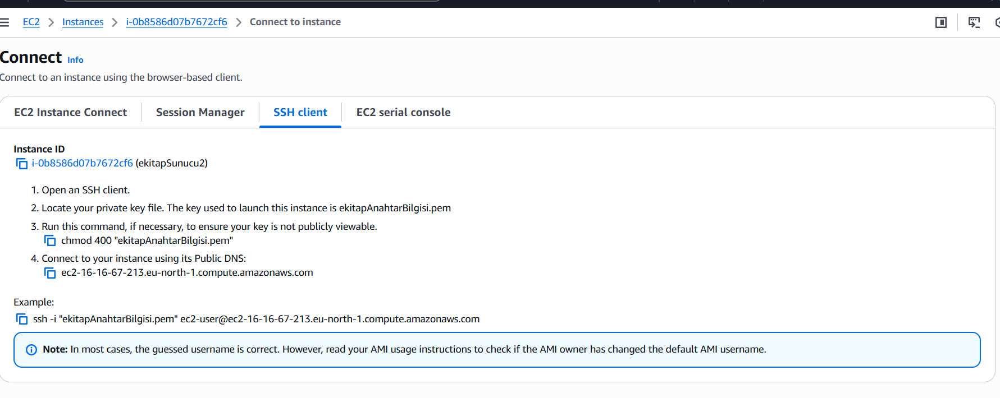 EC2 > Instances > i-0b8586d07b7672cf6 > Connect to instance
Connect Info
Connect to an instance using the browser-based client.
EC2 Instance Connect Session Manager SSH client EC2 serial console
Instance ID
i-0b8586d07b7672cf6 (ekitapSunucu2)
1. Open an SSH client.
2. Locate your private key file. The key used to launch this instance is ekitapAnahtarBilgisi.pem
3. Run this command, if necessary, to ensure your key is not publicly viewable.
chmod 400 "ekitapAnahtarBilgisi.pem"
4. Connect to your instance using its Public DNS:
ec2-16-16-67-213.eu-north-1.compute.amazonaws.com
Example:
ssh -i "ekitapAnahtarBilgisi.pem" ec2-user@ec2-16-16-67-213.eu-north-1.compute.amazonaws.com
Note: In most cases, the guessed username is correct. However, read your AMI usage instructions to check if the AMI owner has changed the default AMI username.